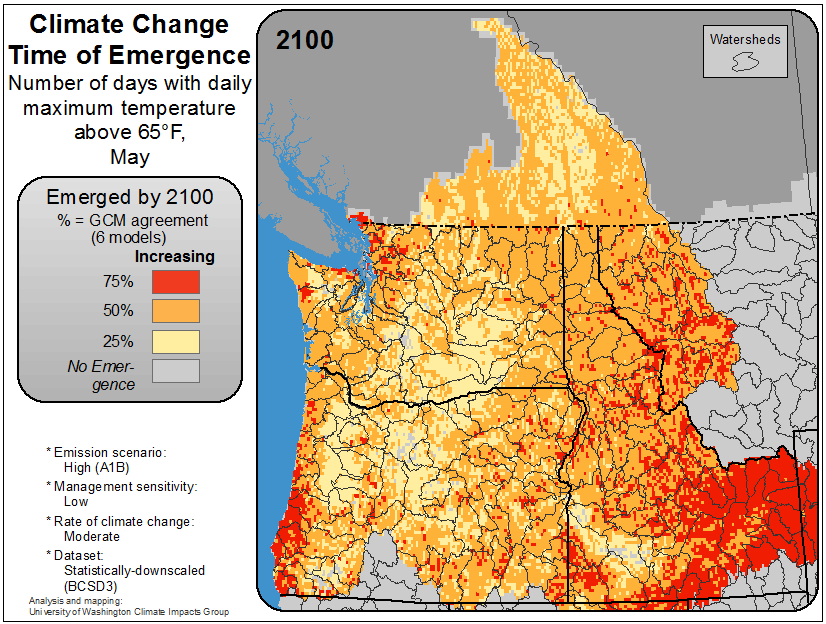 Climate Change
Time of Emergence
Number of days with daily
maximum temperature
above 65°F,
May
Emerged by 2100
% = GCM agreement
(6 models)
Increasing
75%
50%
25%
No Emer-
gence
* Emission scenario:
High (A1B)
* Management sensitivity:
Low
* Rate of climate change:
Moderate
* Dataset:
Statistically-downscaled
(BCSD3)
Analysis and mapping:
University of Washington Climate Impacts Group
2100
Watersheds